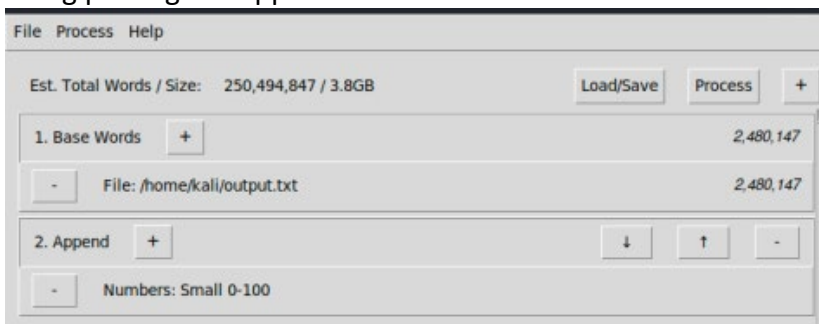 File Process Help
Est. Total Words / Size: 250,494,847 / 3.8GB Load/Save Process +
1. Base Words + 2,480,147
- File: /home/kali/output.txt 2,480,147
2. Append + ↓ ↑ -
- Numbers: Small 0-100